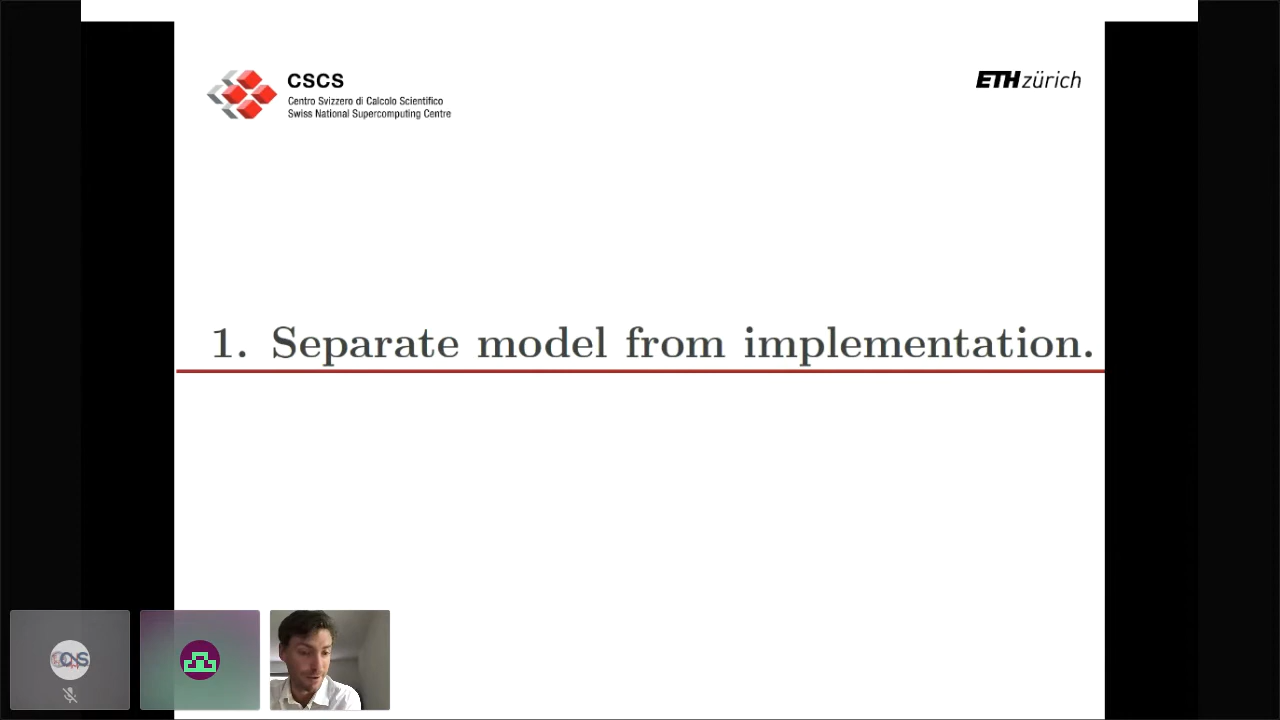 CSCS
Centro Svizzero di Calcolo Scientifico
Swiss National Supercomputing Centre
ETH zürich
1. Separate model from implementation.